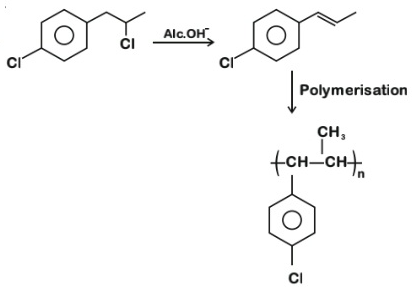 Alc.OH⁻
Cl
Cl
Cl
Polymerisation
CH₃
(CH—CH)ₙ
Cl